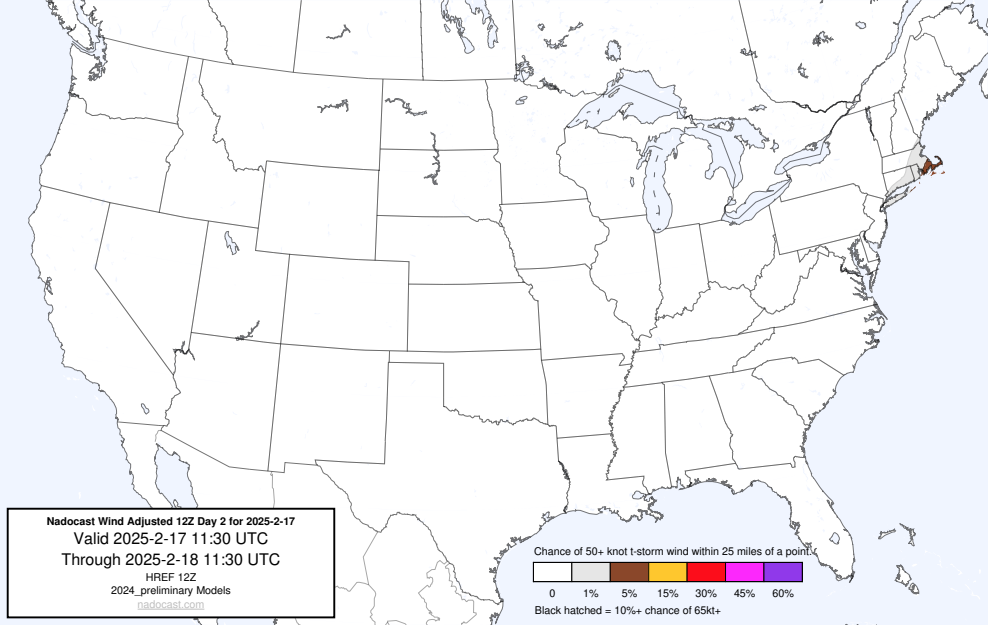 Nadocast Wind Adjusted 12Z Day 2 for 2025-2-17
Valid 2025-2-17 11:30 UTC
Through 2025-2-18 11:30 UTC
HREF 12Z
2024_preliminary Models
nadocast.com
Chance of 50+ knot t-storm wind within 25 miles of a point.
0 1% 5% 15% 30% 45% 60%
Black hatched = 10%+ chance of 65kt+